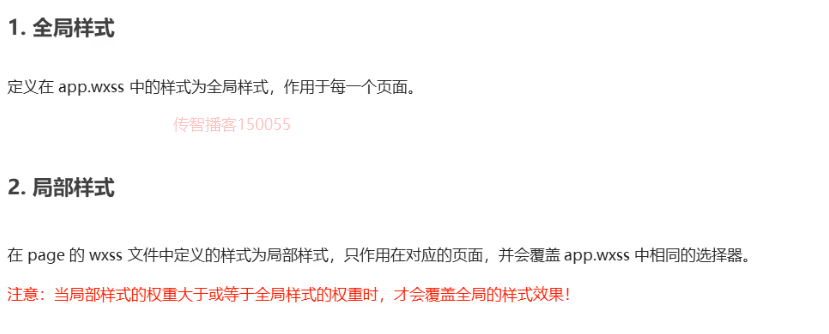 1. 全局样式
定义在 app.wxss 中的样式为全局样式，作用于每一个页面。
传智播客150055
2. 局部样式
在 page 的 wxss 文件中定义的样式为局部样式，只作用在对应的页面，并会覆盖 app.wxss 中相同的选择器。
注意：当局部样式的权重大于或等于全局样式的权重时，才会覆盖全局的样式效果！